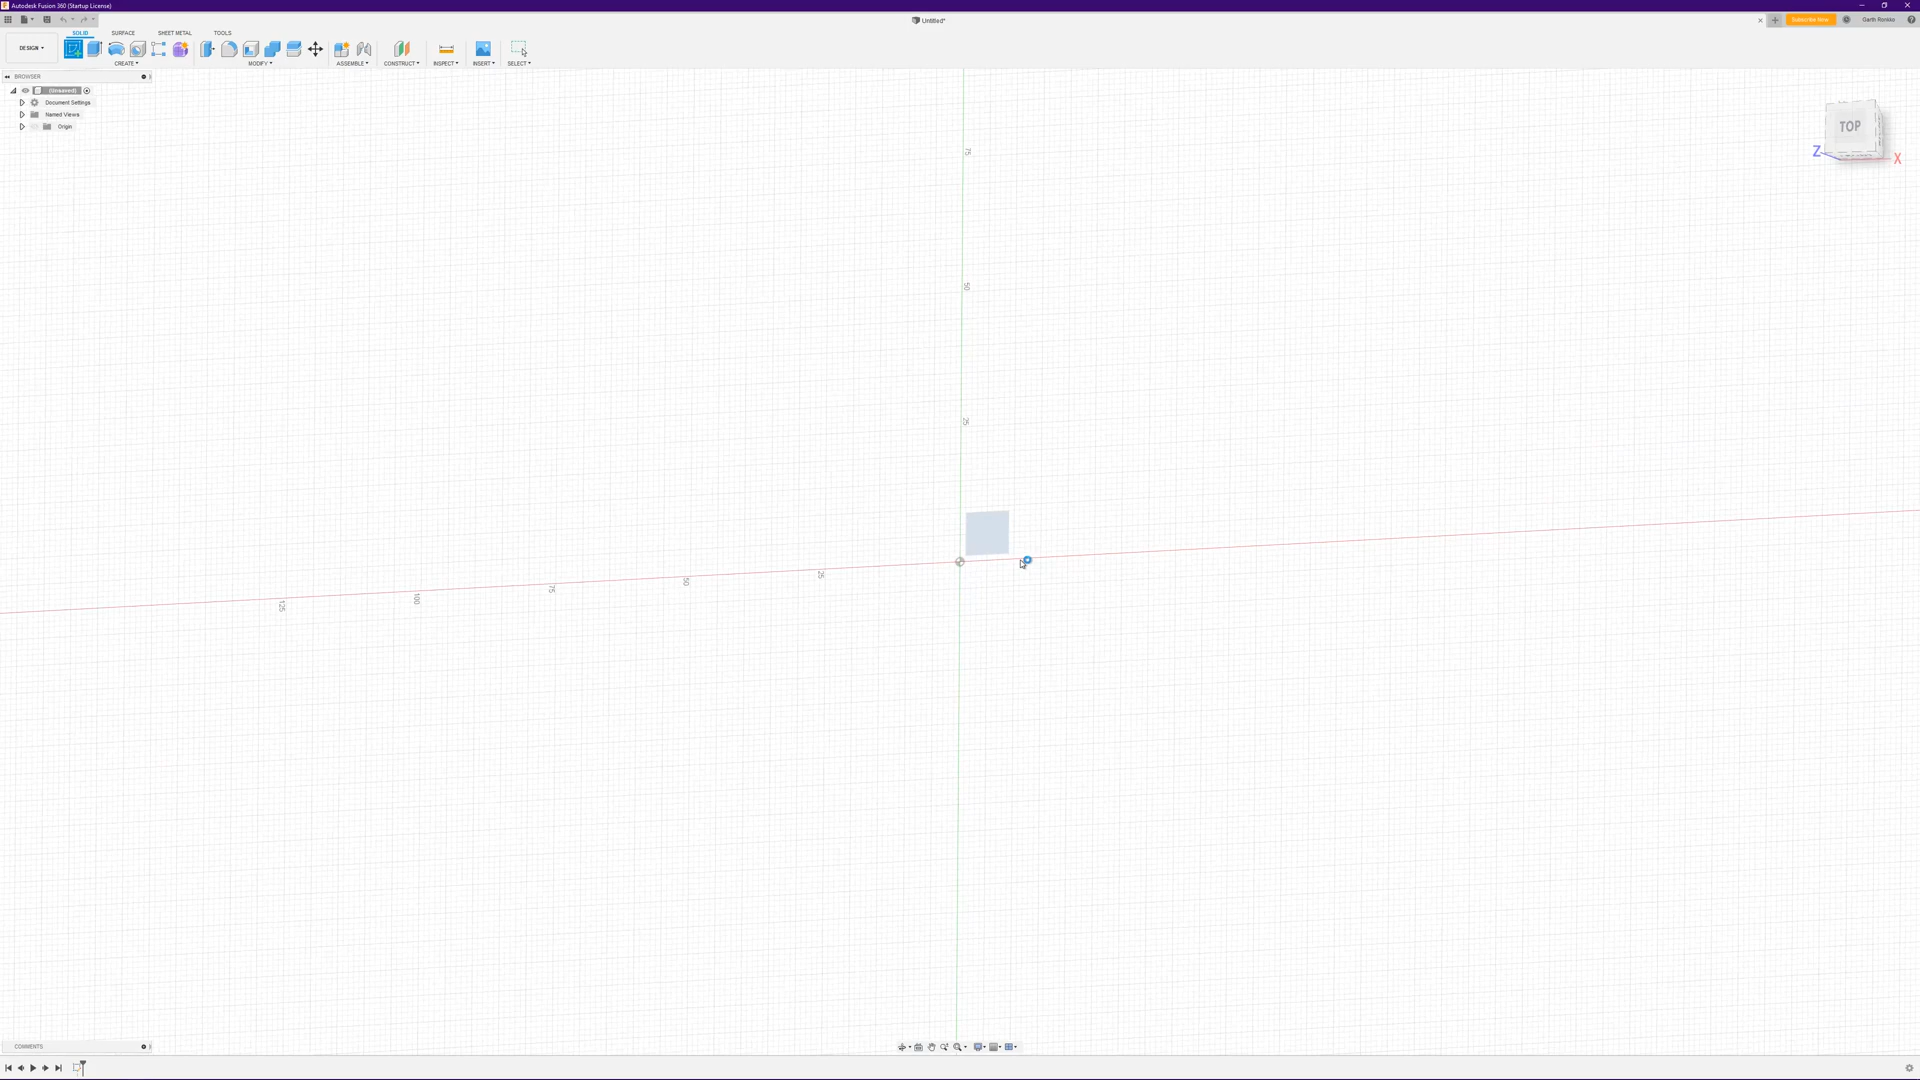 Autodesk Fusion 360 (Startup License)
Untitled*
Subscribe Now
Garth Ronkko
DESIGN
SOLID
SURFACE
SHEET METAL
TOOLS
CREATE
MODIFY
ASSEMBLE
CONSTRUCT
INSPECT
INSERT
SELECT
BROWSER
(Unsaved)
Document Settings
Named Views
Origin
TOP
Z
X
75
50
25
25
50
75
100
125
COMMENTS